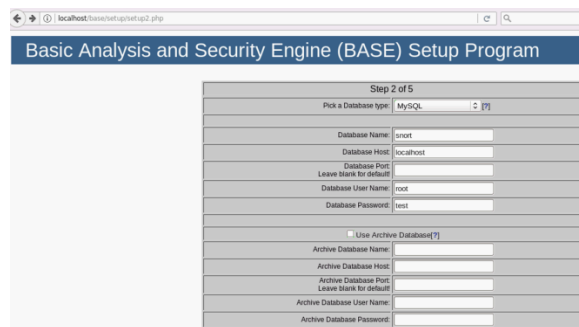 localhost/base/setup/setup2.php
Basic Analysis and Security Engine (BASE) Setup Program
Step 2 of 5
Pick a Database type: MySQL [?]
Database Name: snort
Database Host: localhost
Database Port:
Leave blank for default!
Database User Name: root
Database Password: test
Use Archive Database[?]
Archive Database Name:
Archive Database Host:
Archive Database Port:
Leave blank for default!
Archive Database User Name:
Archive Database Password: